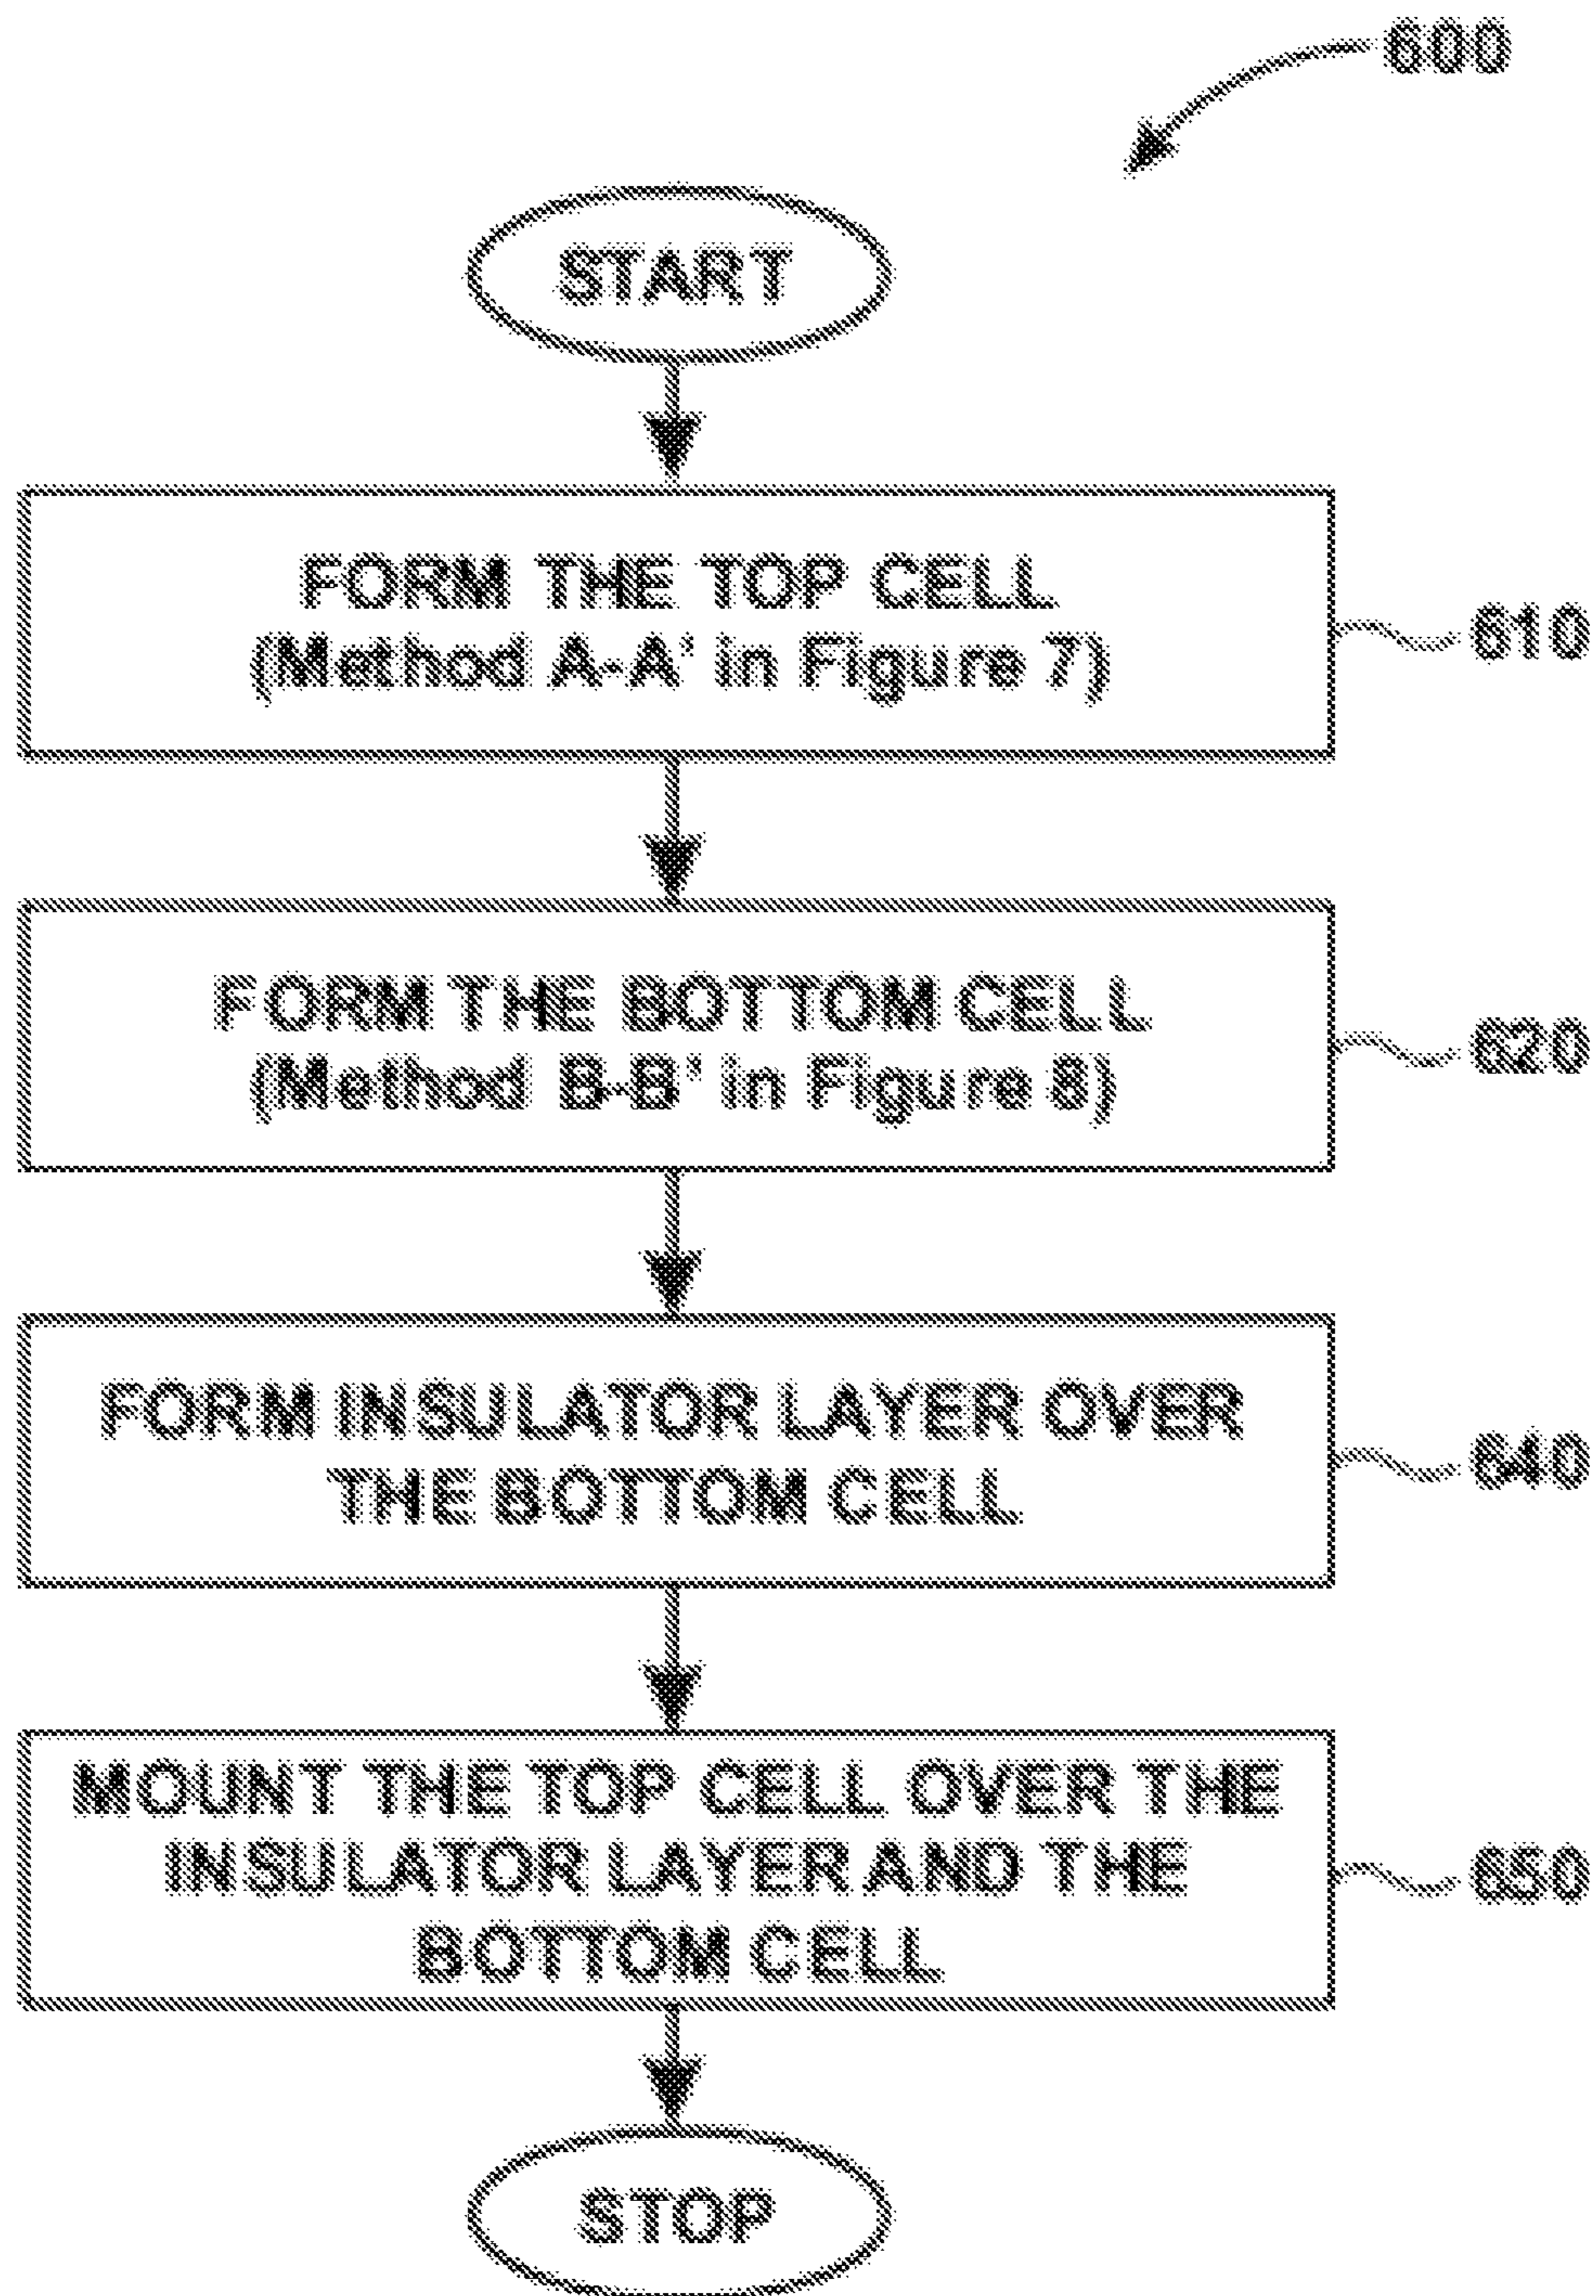 600
START
FORM THE TOP CELL
(Method A-A' in Figure 7)
610
FORM THE BOTTOM CELL
(Method B-B' in Figure 8)
620
FORM INSULATOR LAYER OVER
THE BOTTOM CELL
640
MOUNT THE TOP CELL OVER THE
INSULATOR LAYER AND THE
BOTTOM CELL
650
STOP